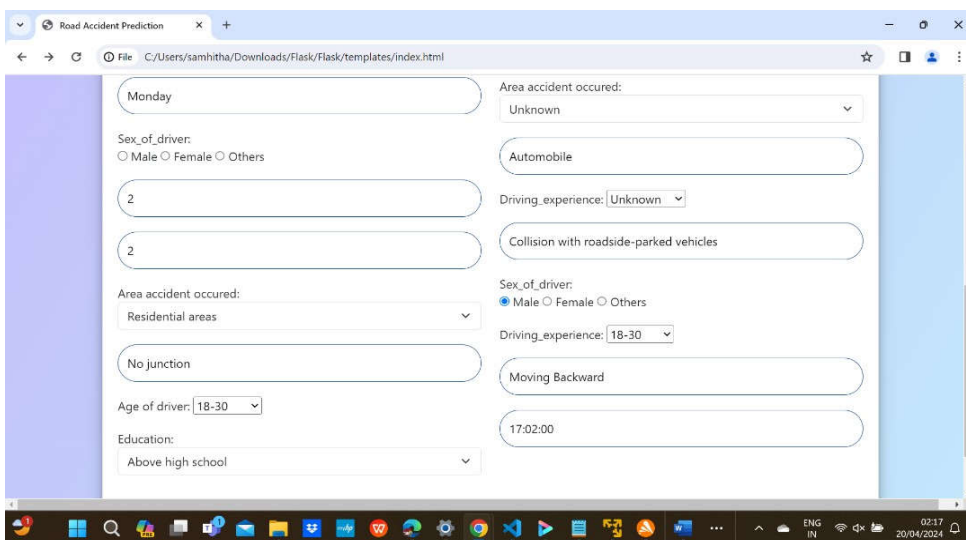 Road Accident Prediction
File C:/Users/samhitha/Downloads/Flask/Flask/templates/index.html
Monday
Sex_of_driver:
Male Female Others
2
2
Area accident occured:
Residential areas
No junction
Age of driver: 18-30
Education:
Above high school
Area accident occured:
Unknown
Automobile
Driving_experience: Unknown
Collision with roadside-parked vehicles
Sex_of_driver:
Male Female Others
Driving_experience: 18-30
Moving Backward
17:02:00
ENG
IN
02:17
20/04/2024